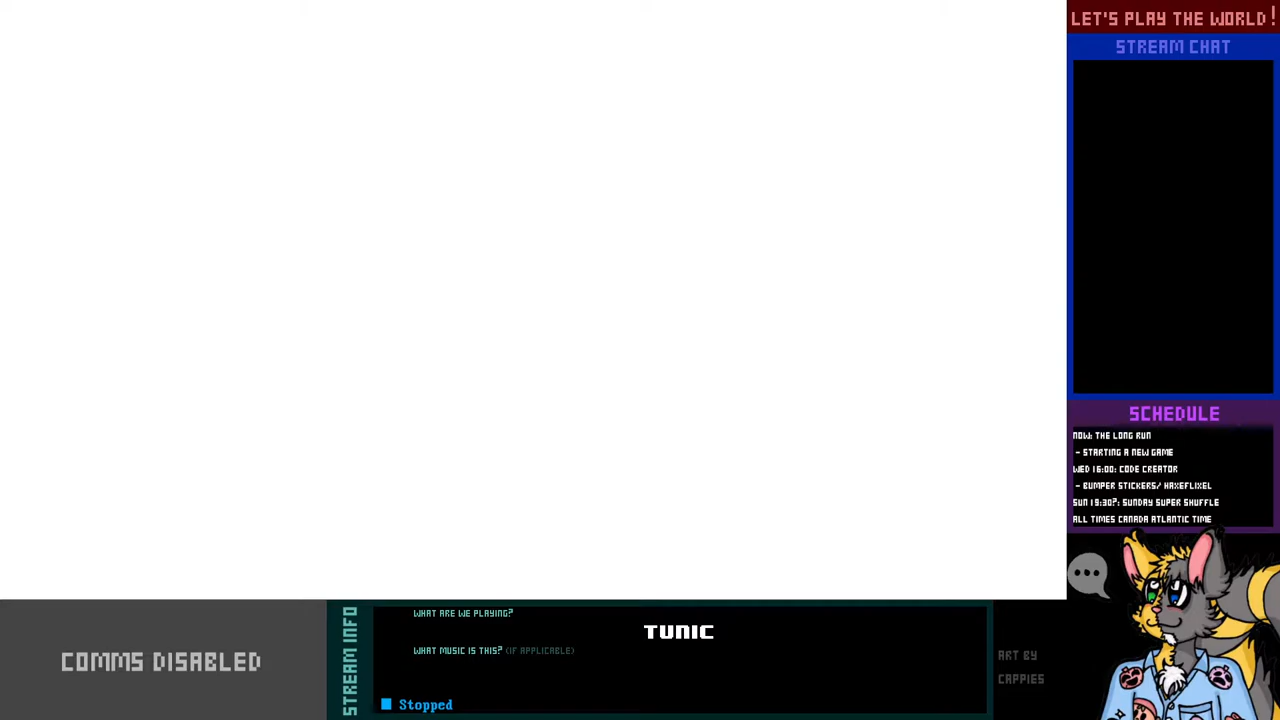 LET'S PLAY THE WORLD!
STREAM CHAT
SCHEDULE
NOW: THE LONG RUN
- STARTING A NEW GAME
WED 16:00: CODE CREATOR
- BUMPER STICKERS/ HAXEFLIXEL
SUN 19:30?: SUNDAY SUPER SHUFFLE
ALL TIMES CANADA ATLANTIC TIME
COMMS DISABLED
STREAM INFO
WHAT ARE WE PLAYING?
TUNIC
WHAT MUSIC IS THIS? (IF APPLICABLE)
Stopped
ART BY
CAPPIES